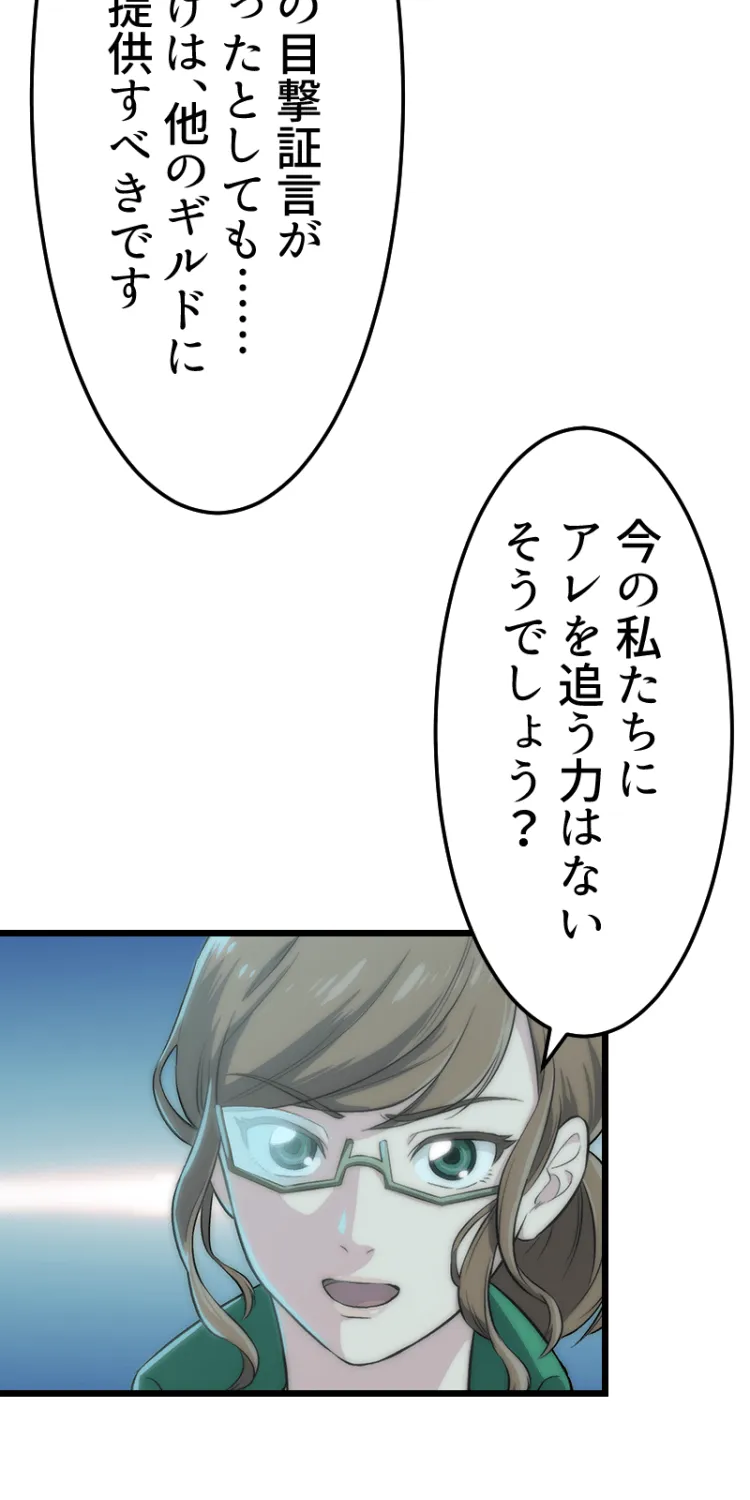 の目撃証言が
ったとしても……
けは、他のギルドに
提供すべきです
今の私たちに
アレを追う力はない
そうでしょう？